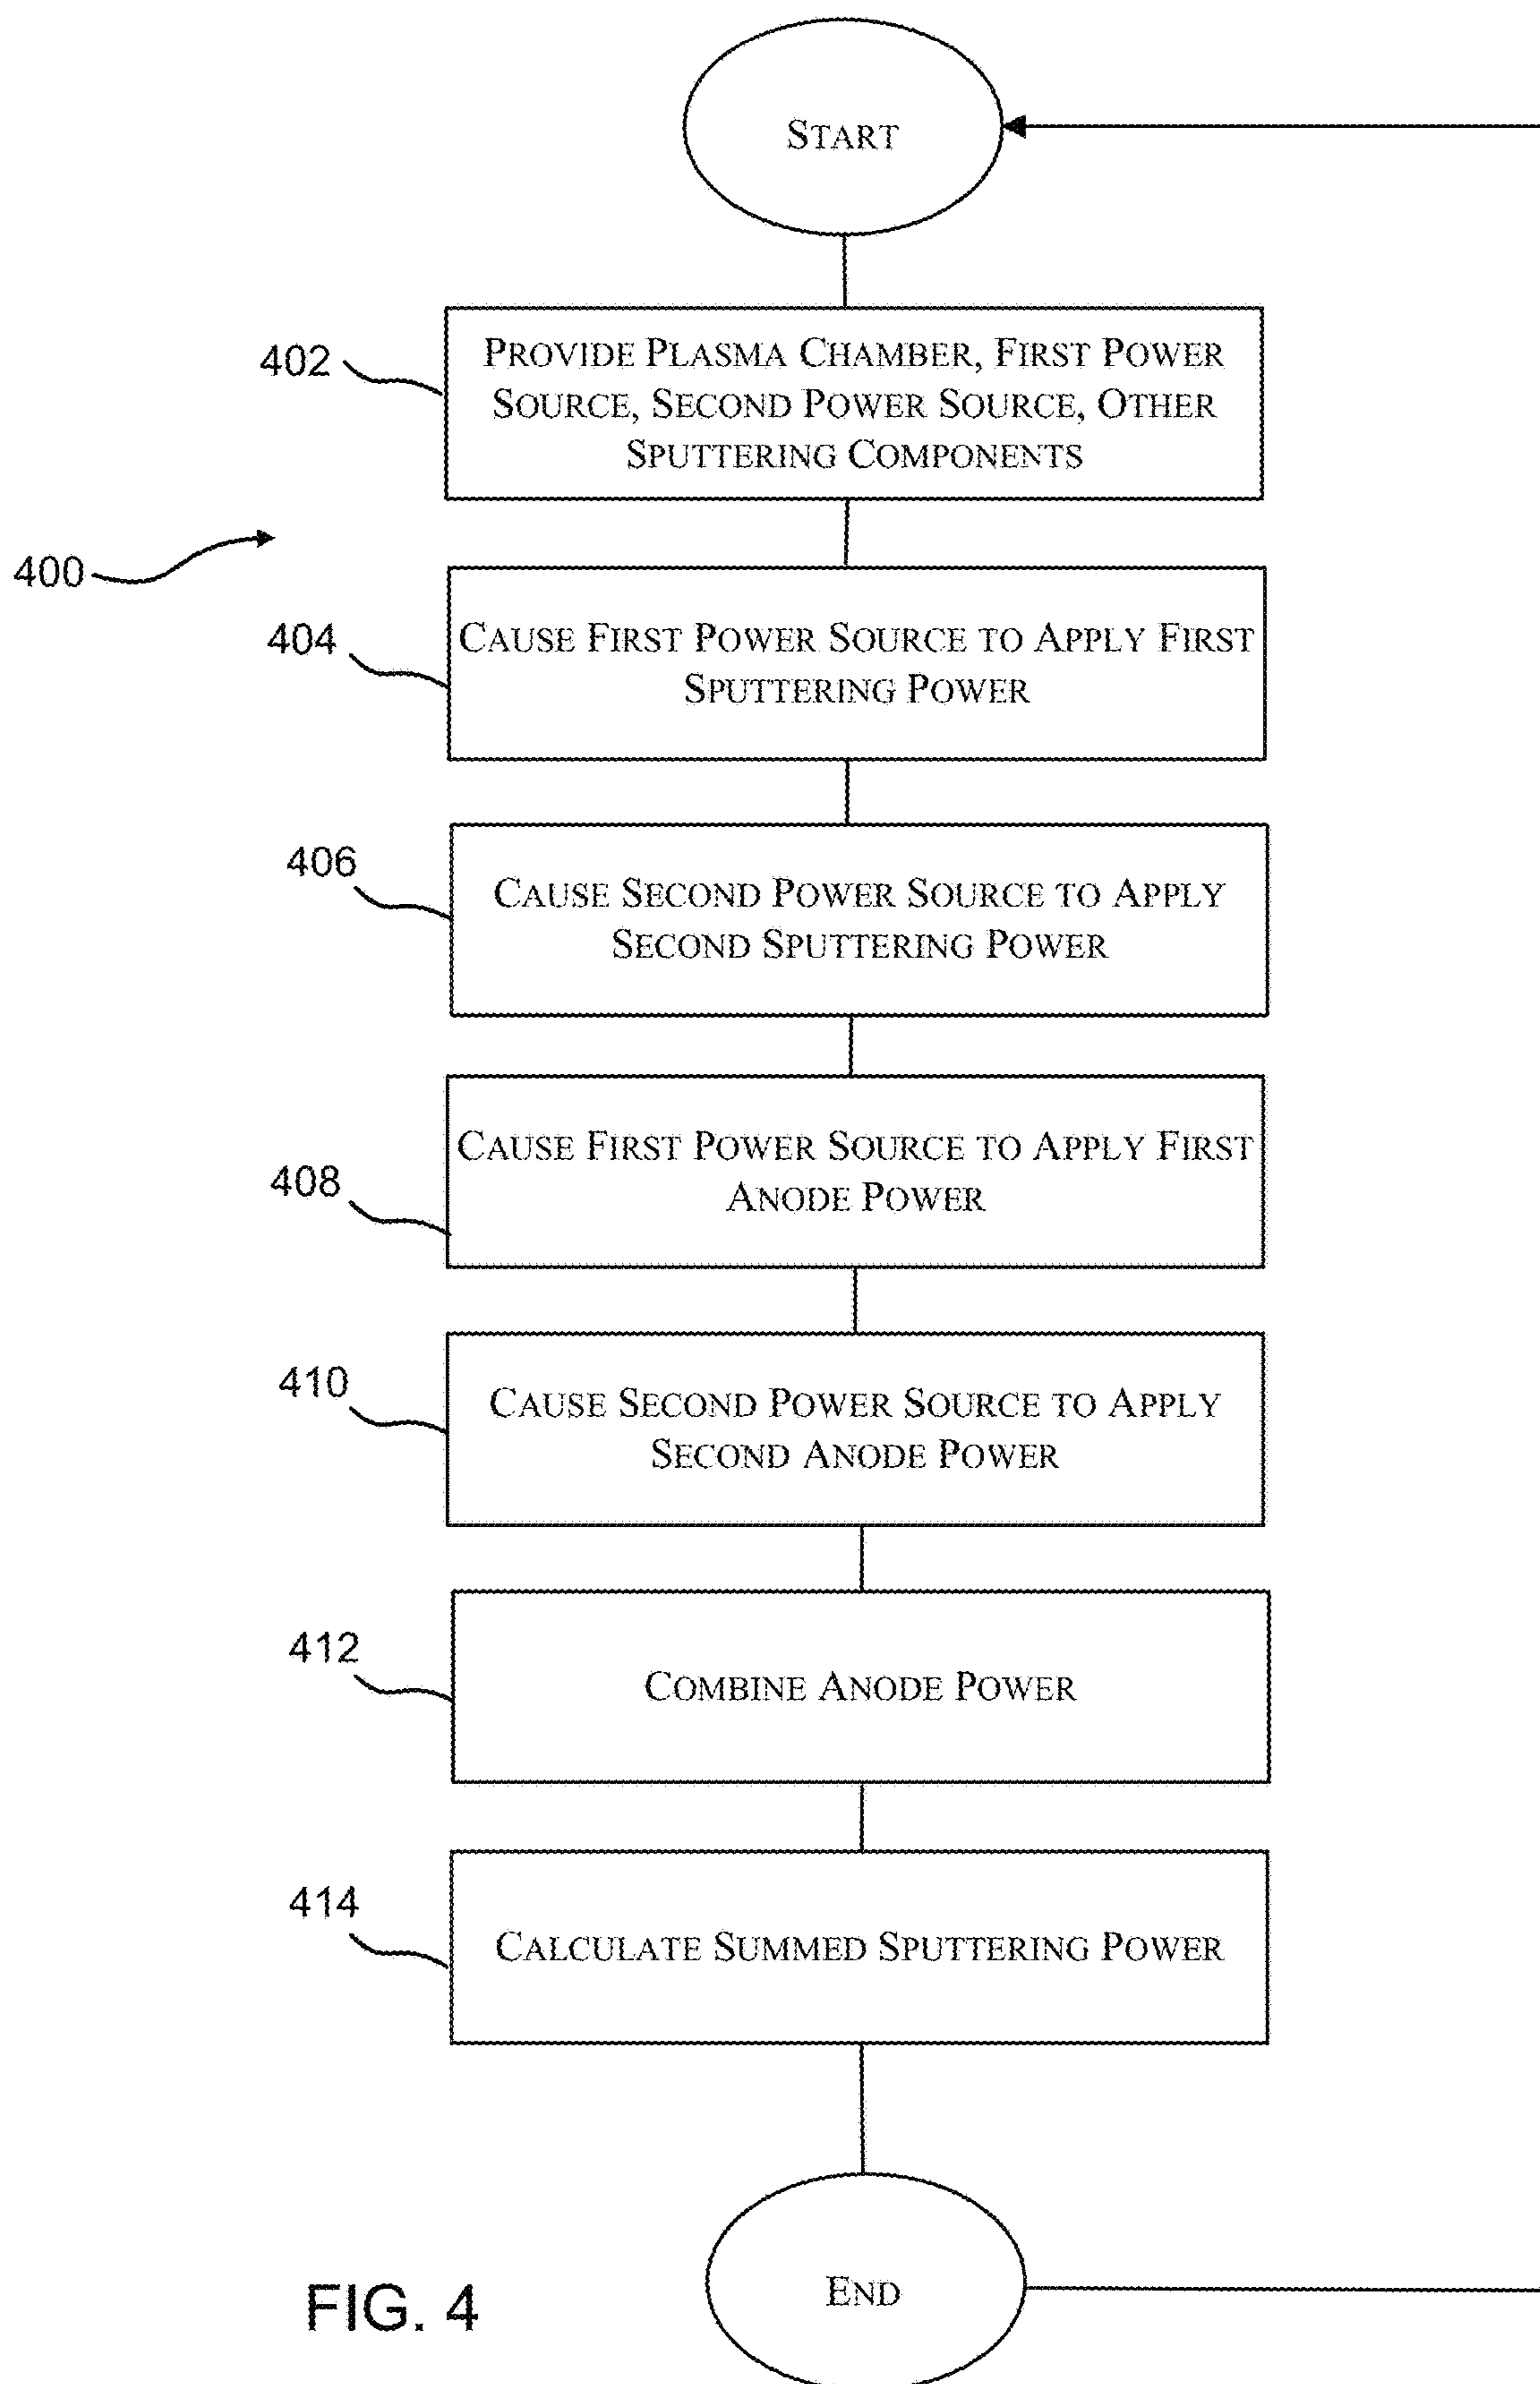 START
402
PROVIDE PLASMA CHAMBER, FIRST POWER
SOURCE, SECOND POWER SOURCE, OTHER
SPUTTERING COMPONENTS
400
404
CAUSE FIRST POWER SOURCE TO APPLY FIRST
SPUTTERING POWER
406
CAUSE SECOND POWER SOURCE TO APPLY
SECOND SPUTTERING POWER
408
CAUSE FIRST POWER SOURCE TO APPLY FIRST
ANODE POWER
410
CAUSE SECOND POWER SOURCE TO APPLY
SECOND ANODE POWER
412
COMBINE ANODE POWER
414
CALCULATE SUMMED SPUTTERING POWER
END
FIG. 4